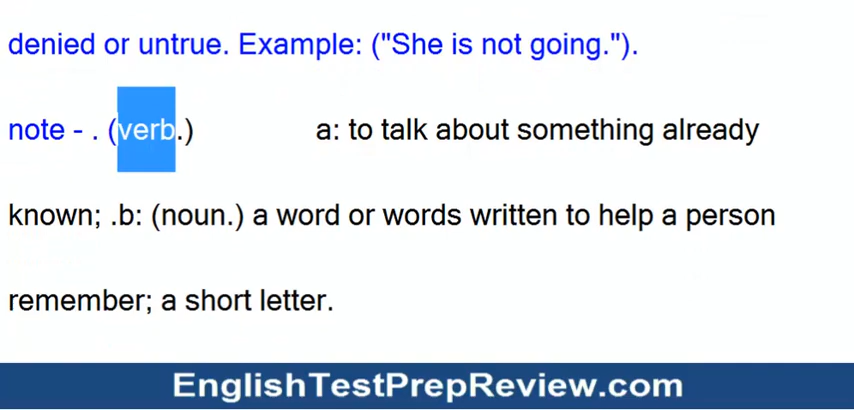 denied or untrue. Example: ("She is not going.").
note - . (verb.) a: to talk about something already
known; .b: (noun.) a word or words written to help a person
remember; a short letter.
EnglishTestPrepReview.com